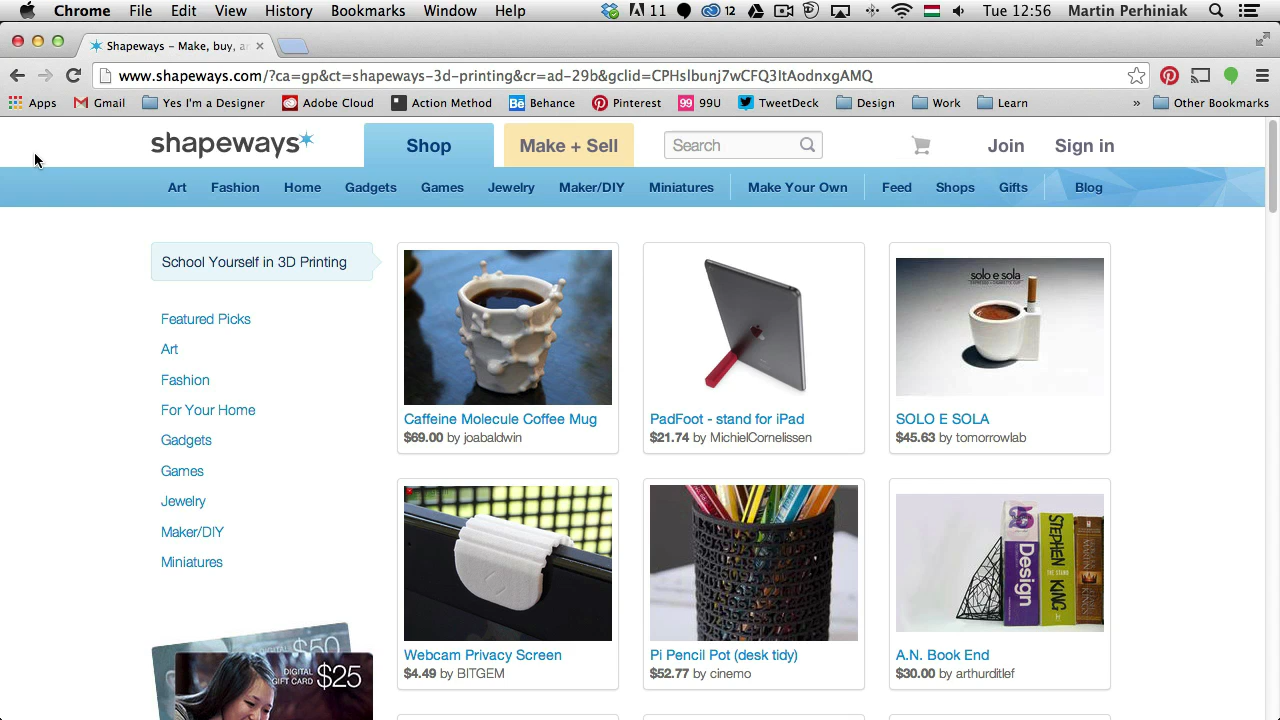 Chrome File Edit View History Bookmarks Window Help 11 12 Tue 12:56 Martin Perhiniak
Shapeways - Make, buy, a
www.shapeways.com/?ca=gp&ct=shapeways-3d-printing&cr=ad-29b&gclid=CPHsIbunj7wCFQ3ItAodnxgAMQ
Apps Gmail Yes I'm a Designer Adobe Cloud Action Method Bē Behance Pinterest 99 99U TweetDeck Design Work Learn » Other Bookmarks
shapeways Shop Make + Sell Search Join Sign in
Art Fashion Home Gadgets Games Jewelry Maker/DIY Miniatures Make Your Own Feed Shops Gifts Blog
School Yourself in 3D Printing
Featured Picks
Art
Fashion
For Your Home
Gadgets
Games
Jewelry
Maker/DIY
Miniatures
DIGITAL $50
DIGITAL
GIFT CARD $25
Caffeine Molecule Coffee Mug
$69.00 by joabaldwin
PadFoot - stand for iPad
$21.74 by MichielCornelissen
solo e sola
SOLO E SOLA
$45.63 by tomorrowlab
Webcam Privacy Screen
$4.49 by BITGEM
Pi Pencil Pot (desk tidy)
$52.77 by cinemo
Design
STEPHEN KING
THE STAND
A.N. Book End
$30.00 by arthurditlef